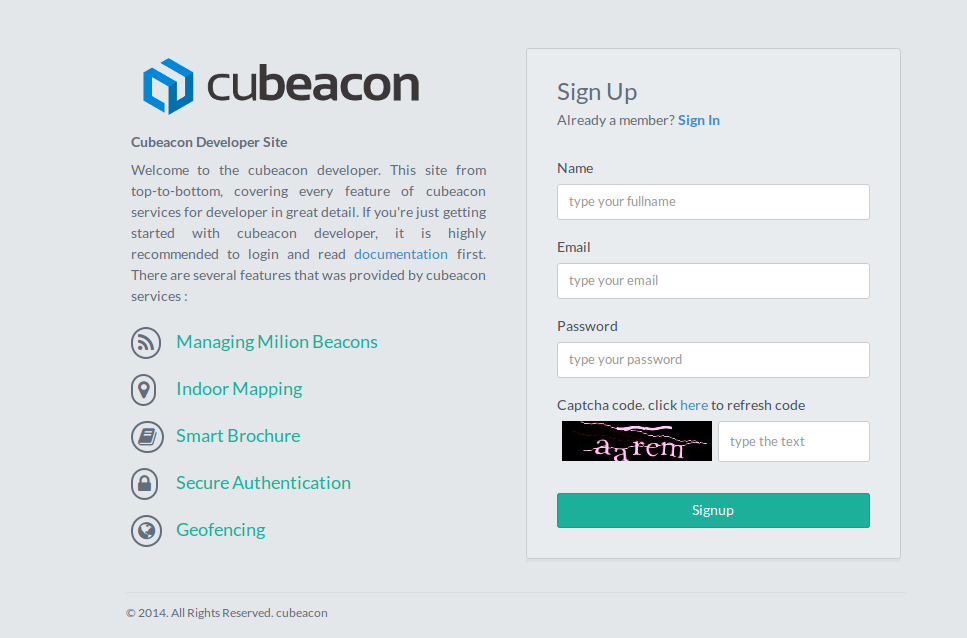 cubeacon
Cubeacon Developer Site
Welcome to the cubeacon developer. This site from
top-to-bottom, covering every feature of cubeacon
services for developer in great detail. If you're just getting
started with cubeacon developer, it is highly
recommended to login and read documentation first.
There are several features that was provided by cubeacon
services :
Managing Milion Beacons
Indoor Mapping
Smart Brochure
Secure Authentication
Geofencing
Sign Up
Already a member? Sign In
Name
type your fullname
Email
type your email
Password
type your password
Captcha code. click here to refresh code
type the text
Signup
© 2014. All Rights Reserved. cubeacon